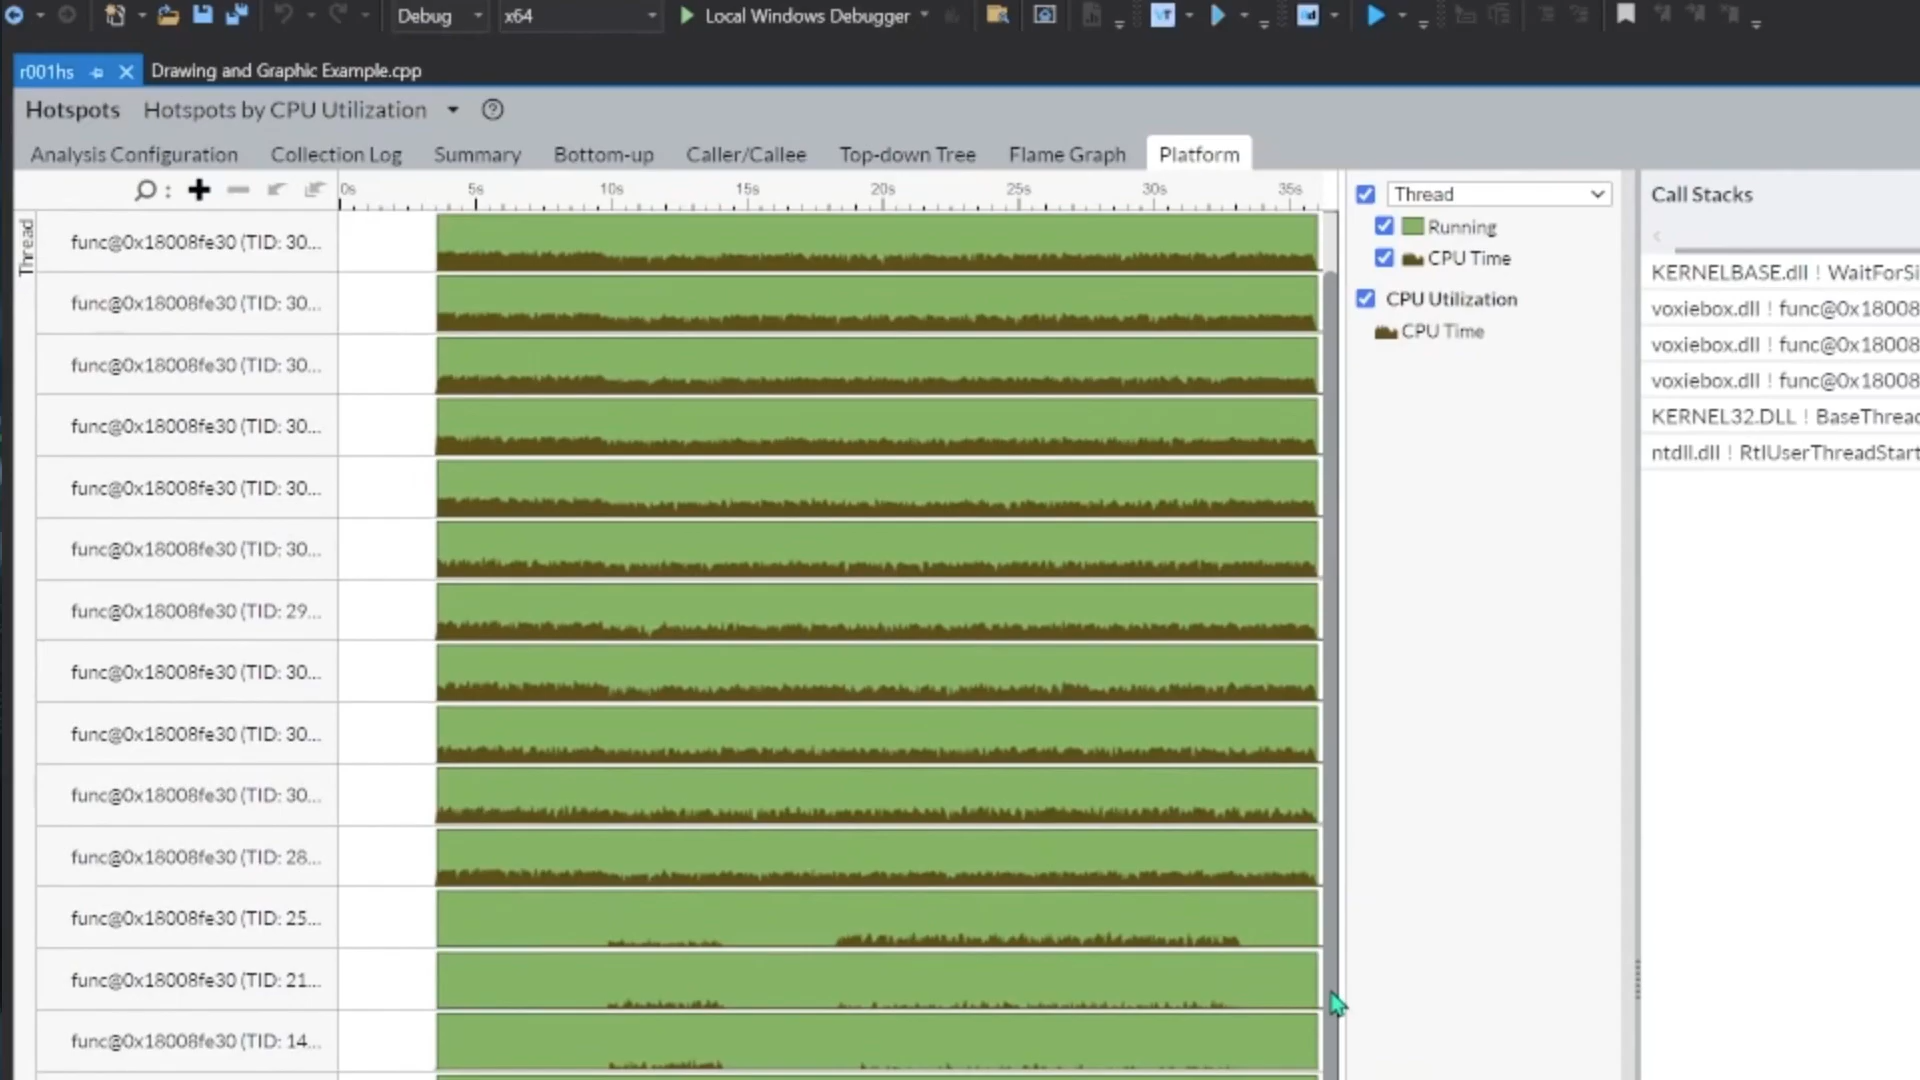 Debug x64 Local Windows Debugger
r001hs Drawing and Graphic Example.cpp
Hotspots Hotspots by CPU Utilization
Analysis Configuration Collection Log Summary Bottom-up Caller/Callee Top-down Tree Flame Graph Platform
0s 5s 10s 15s 20s 25s 30s 35s
Thread
func@0x18008fe30 (TID: 30...
func@0x18008fe30 (TID: 30...
func@0x18008fe30 (TID: 30...
func@0x18008fe30 (TID: 30...
func@0x18008fe30 (TID: 30...
func@0x18008fe30 (TID: 30...
func@0x18008fe30 (TID: 29...
func@0x18008fe30 (TID: 30...
func@0x18008fe30 (TID: 30...
func@0x18008fe30 (TID: 30...
func@0x18008fe30 (TID: 28...
func@0x18008fe30 (TID: 25...
func@0x18008fe30 (TID: 21...
func@0x18008fe30 (TID: 14...
Thread
Running
CPU Time
CPU Utilization
CPU Time
Call Stacks
KERNELBASE.dll ! WaitForSi
voxiebox.dll ! func@0x18008
voxiebox.dll ! func@0x18008
voxiebox.dll ! func@0x18008
KERNEL32.DLL ! BaseThread
ntdll.dll ! RtlUserThreadStart